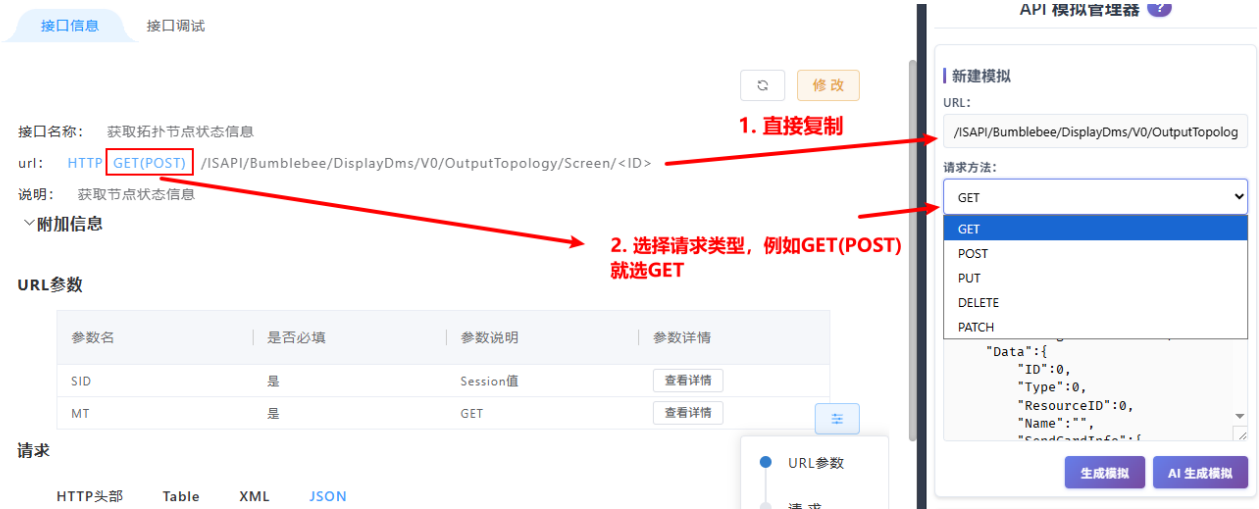 接口信息 接口调试
修 改
接口名称： 获取拓扑节点状态信息
url： HTTP GET(POST) /ISAPI/Bumblebee/DisplayDms/V0/OutputTopology/Screen/<ID>
说明： 获取节点状态信息
附加信息
1. 直接复制
2. 选择请求类型，例如GET(POST)
就选GET
URL参数
参数名 是否必填 参数说明 参数详情
SID 是 Session值 查看详情
MT 是 GET 查看详情
请求
HTTP头部 Table XML JSON
URL参数
请 求
API 模拟管理器 ?
新建模拟
URL：
/ISAPI/Bumblebee/DisplayDms/V0/OutputTopolog
请求方法：
GET
GET
POST
PUT
DELETE
PATCH
"Data":{
"ID":0,
"Type":0,
"ResourceID":0,
"Name":"",
"SendCardInfo":{
生成模拟 AI 生成模拟